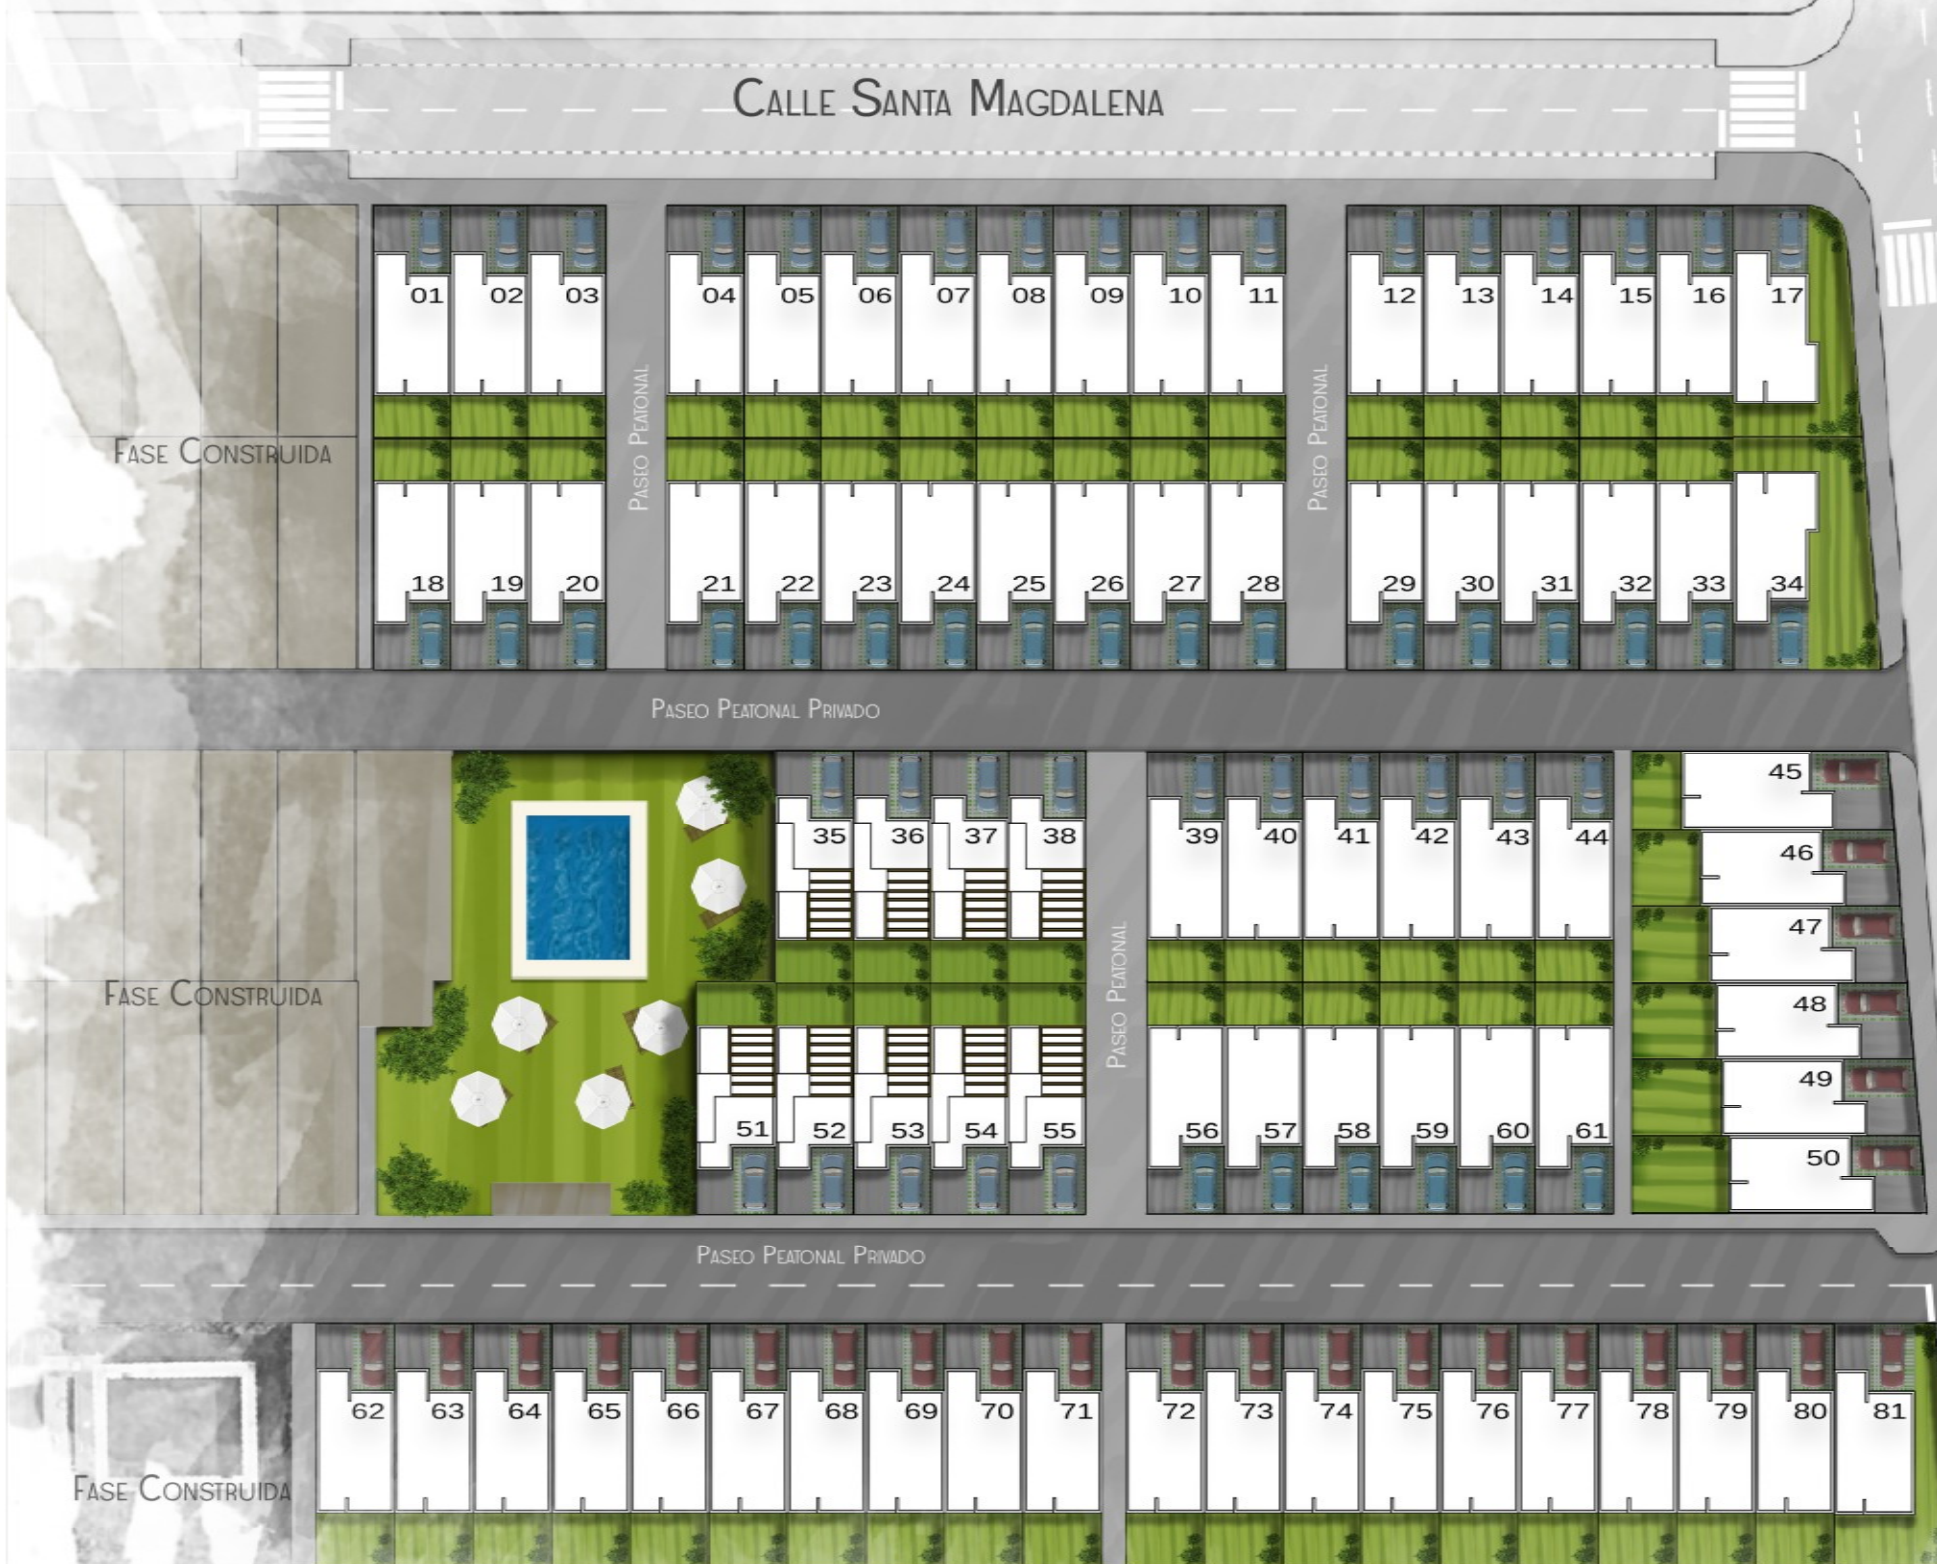 CALLE SANTA MAGDALENA
01 02 03 04 05 06 07 08 09 10 11 12 13 14 15 16 17
PASEO PEATONAL
PASEO PEATONAL
FASE CONSTRUIDA
18 19 20 21 22 23 24 25 26 27 28 29 30 31 32 33 34
PASEO PEATONAL PRIVADO
35 36 37 38 39 40 41 42 43 44
45
46
47
48
49
50
PASEO PEATONAL
FASE CONSTRUIDA
51 52 53 54 55 56 57 58 59 60 61
PASEO PEATONAL PRIVADO
62 63 64 65 66 67 68 69 70 71 72 73 74 75 76 77 78 79 80 81
FASE CONSTRUIDA